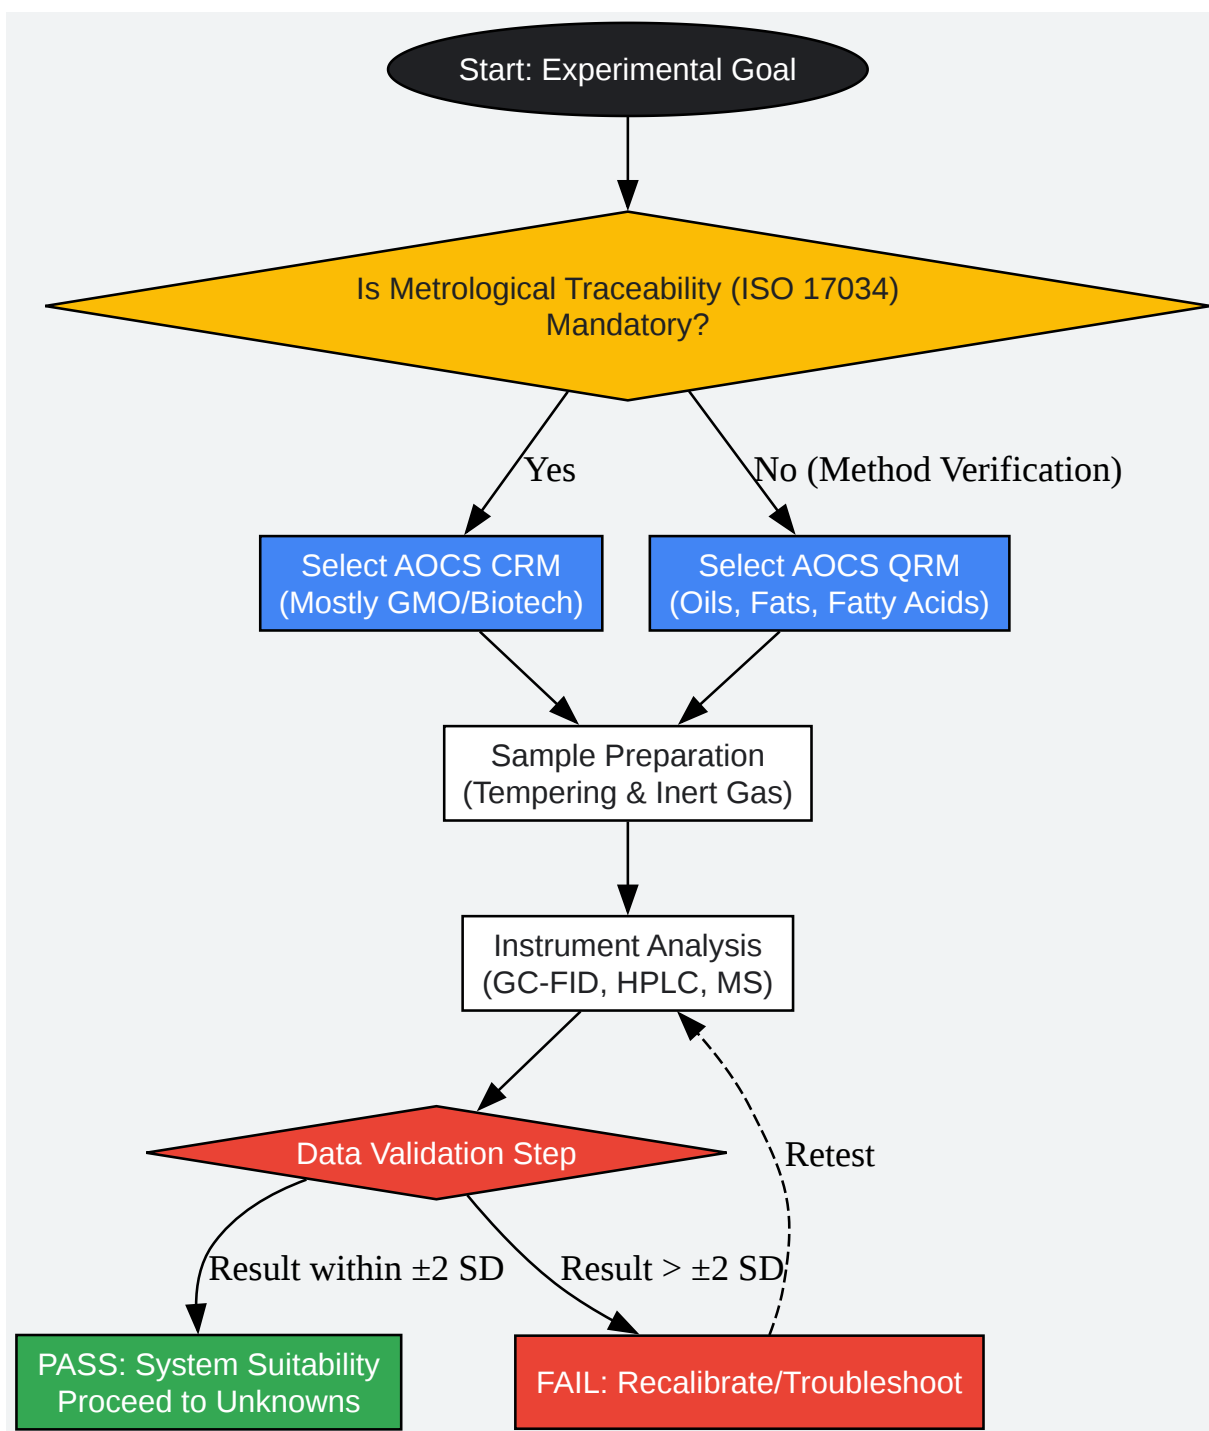 Start: Experimental Goal
Is Metrological Traceability (ISO 17034)
Mandatory?
Yes
No (Method Verification)
Select AOCS CRM
(Mostly GMO/Biotech)
Select AOCS QRM
(Oils, Fats, Fatty Acids)
Sample Preparation
(Tempering & Inert Gas)
Instrument Analysis
(GC-FID, HPLC, MS)
Data Validation Step
Retest
Result within ±2 SD
Result > ±2 SD
PASS: System Suitability
Proceed to Unknowns
FAIL: Recalibrate/Troubleshoot